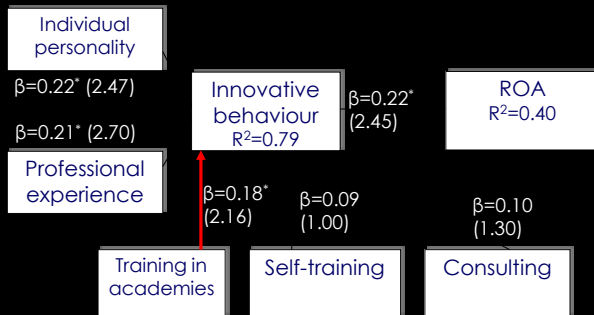 Individual
personality
β=0.22* (2.47)
Innovative
behaviour
R²=0.79
β=0.22*
(2.45)
ROA
R²=0.40
β=0.21* (2.70)
Professional
experience
β=0.18*
(2.16)
β=0.09
(1.00)
β=0.10
(1.30)
Training in
academies
Self-training
Consulting